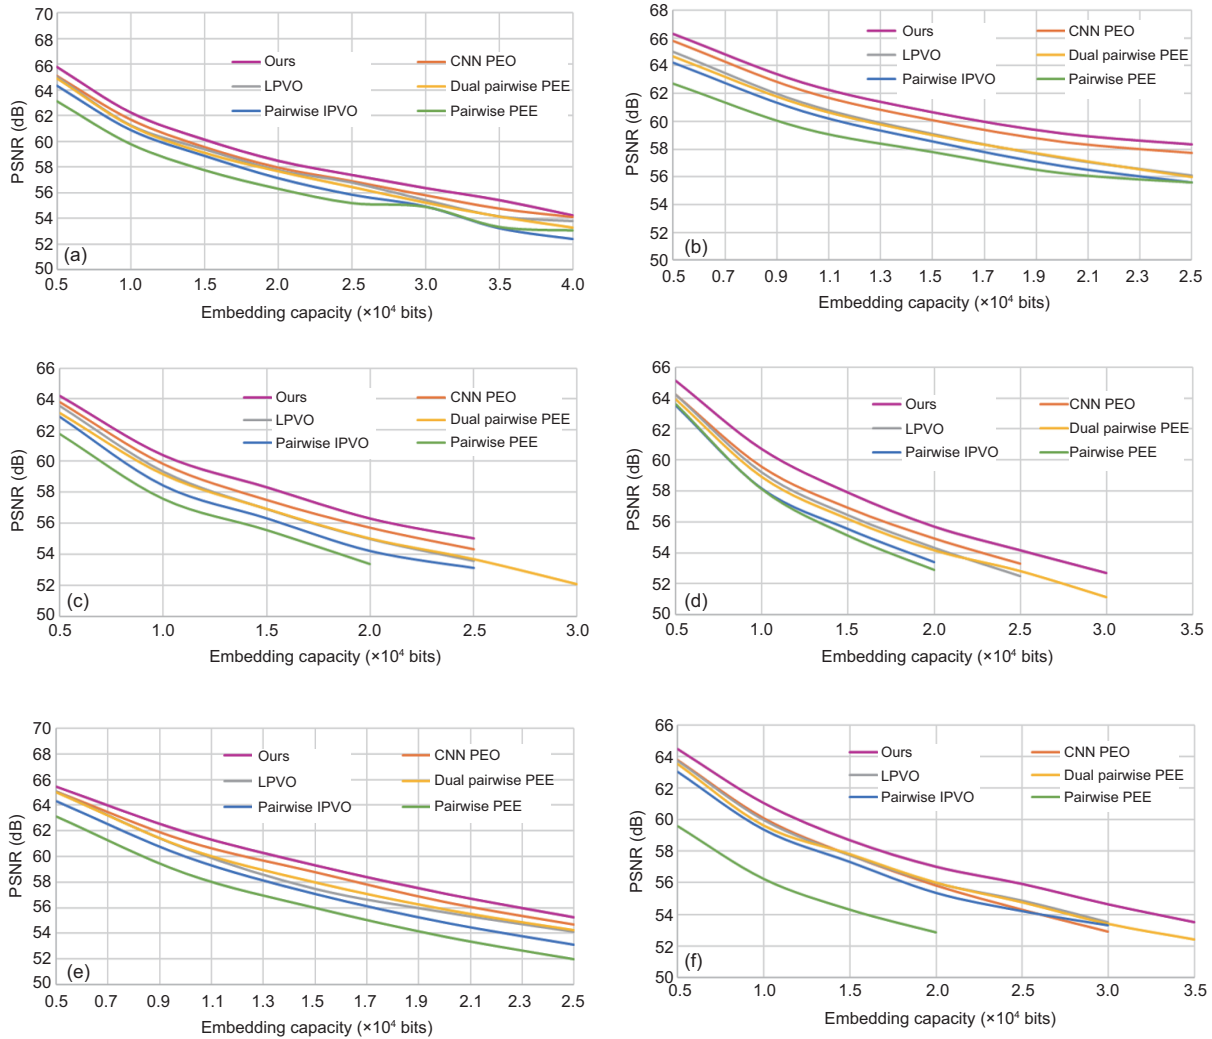 70
68
66
64
62
60
58
56
54
52
50
PSNR (dB)
Ours
LPVO
Pairwise IPVO
CNN PEO
Dual pairwise PEE
Pairwise PEE
(a)
0.5 1.0 1.5 2.0 2.5 3.0 3.5 4.0
Embedding capacity (×10⁴ bits)
68
66
64
62
60
58
56
54
52
50
PSNR (dB)
Ours
LPVO
Pairwise IPVO
CNN PEO
Dual pairwise PEE
Pairwise PEE
(b)
0.5 0.7 0.9 1.1 1.3 1.5 1.7 1.9 2.1 2.3 2.5
Embedding capacity (×10⁴ bits)
66
64
62
60
58
56
54
52
50
PSNR (dB)
Ours
LPVO
Pairwise IPVO
CNN PEO
Dual pairwise PEE
Pairwise PEE
(c)
0.5 1.0 1.5 2.0 2.5 3.0
Embedding capacity (×10⁴ bits)
66
64
62
60
58
56
54
52
50
PSNR (dB)
Ours
LPVO
Pairwise IPVO
CNN PEO
Dual pairwise PEE
Pairwise PEE
(d)
0.5 1.0 1.5 2.0 2.5 3.0 3.5
Embedding capacity (×10⁴ bits)
70
68
66
64
62
60
58
56
54
52
50
PSNR (dB)
Ours
LPVO
Pairwise IPVO
CNN PEO
Dual pairwise PEE
Pairwise PEE
(e)
0.5 0.7 0.9 1.1 1.3 1.5 1.7 1.9 2.1 2.3 2.5
Embedding capacity (×10⁴ bits)
66
64
62
60
58
56
54
52
50
PSNR (dB)
Ours
LPVO
Pairwise IPVO
CNN PEO
Dual pairwise PEE
Pairwise PEE
(f)
0.5 1.0 1.5 2.0 2.5 3.0 3.5
Embedding capacity (×10⁴ bits)